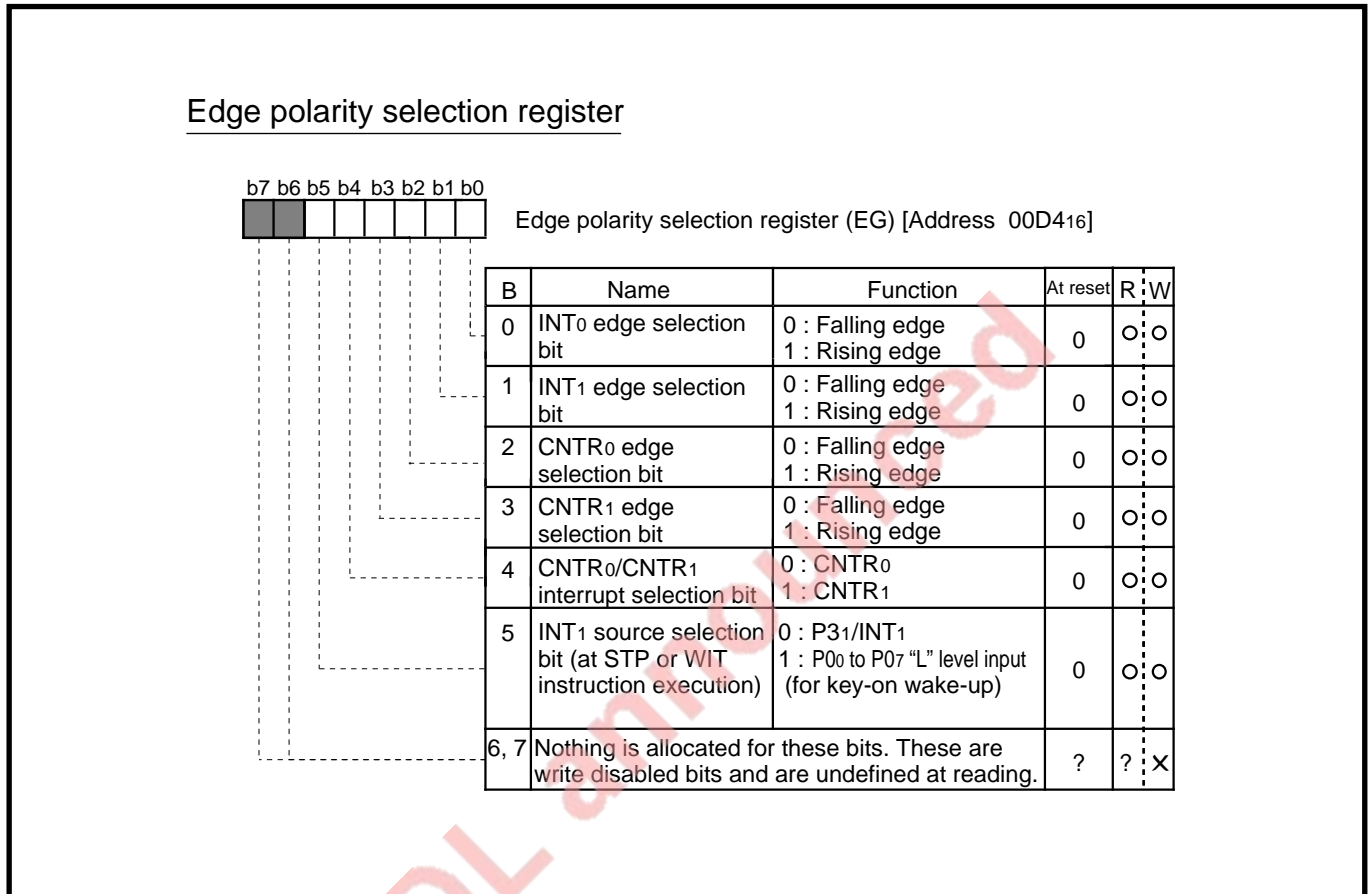 Edge polarity selection register
b7 b6 b5 b4 b3 b2 b1 b0
Edge polarity selection register (EG) [Address 00D416]
B Name Function At reset R W
0 INT0 edge selection bit 0 : Falling edge 1 : Rising edge 0 O O
1 INT1 edge selection bit 0 : Falling edge 1 : Rising edge 0 O O
2 CNTR0 edge selection bit 0 : Falling edge 1 : Rising edge 0 O O
3 CNTR1 edge selection bit 0 : Falling edge 1 : Rising edge 0 O O
4 CNTR0/CNTR1 interrupt selection bit 0 : CNTR0 1 : CNTR1 0 O O
5 INT1 source selection bit (at STP or WIT instruction execution) 0 : P31/INT1 1 : P00 to P07 “L” level input (for key-on wake-up) 0 O O
6, 7 Nothing is allocated for these bits. These are write disabled bits and are undefined at reading. ? ? ×
announced